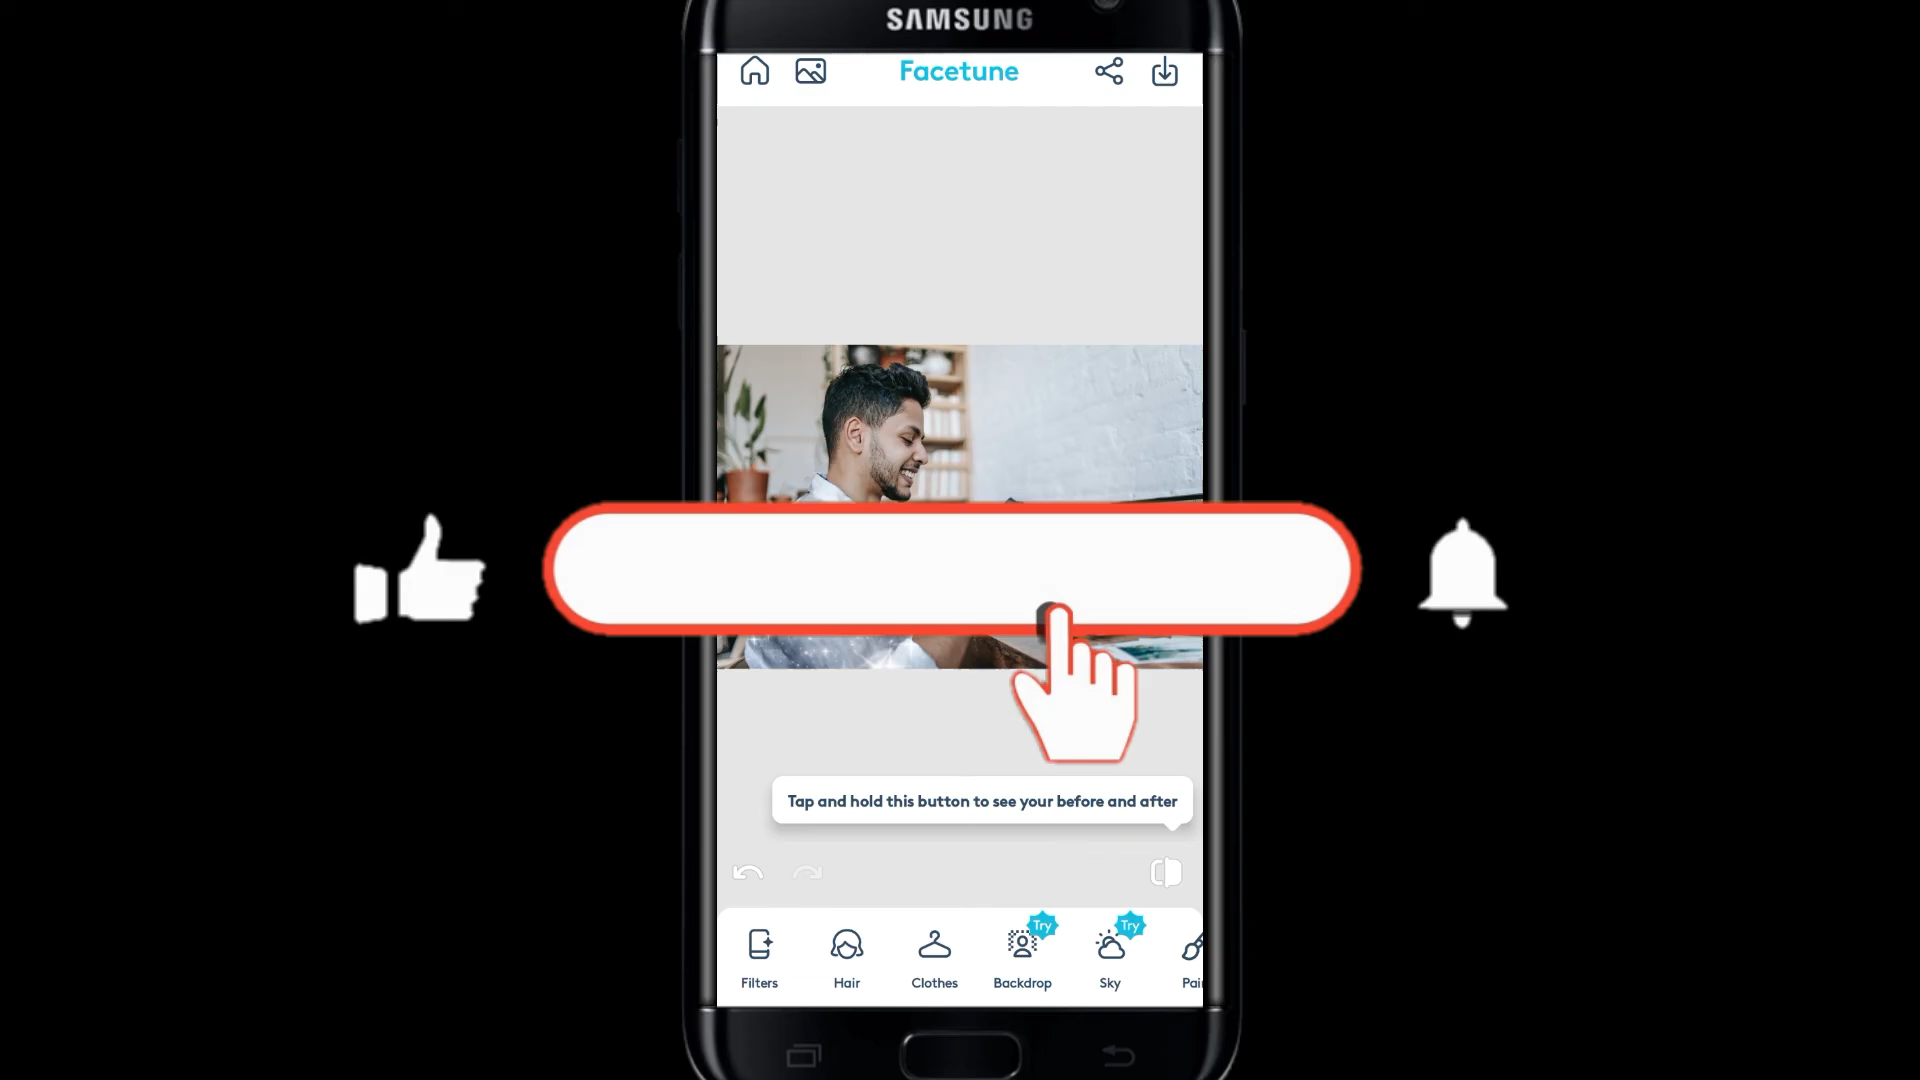 SAMSUNG
Facetune
Tap and hold this button to see your before and after
Try
Try
Filters
Hair
Clothes
Backdrop
Sky